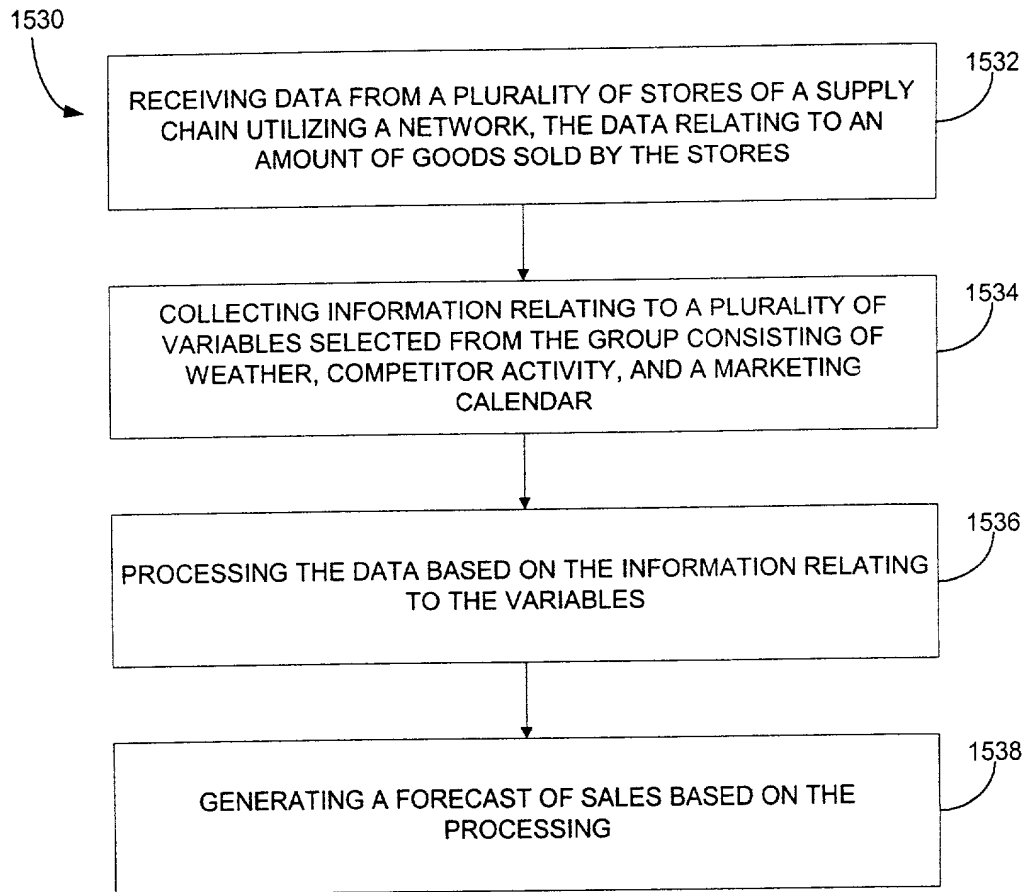 1530
1532
RECEIVING DATA FROM A PLURALITY OF STORES OF A SUPPLY
CHAIN UTILIZING A NETWORK, THE DATA RELATING TO AN
AMOUNT OF GOODS SOLD BY THE STORES
1534
COLLECTING INFORMATION RELATING TO A PLURALITY OF
VARIABLES SELECTED FROM THE GROUP CONSISTING OF
WEATHER, COMPETITOR ACTIVITY, AND A MARKETING
CALENDAR
1536
PROCESSING THE DATA BASED ON THE INFORMATION RELATING
TO THE VARIABLES
1538
GENERATING A FORECAST OF SALES BASED ON THE
PROCESSING